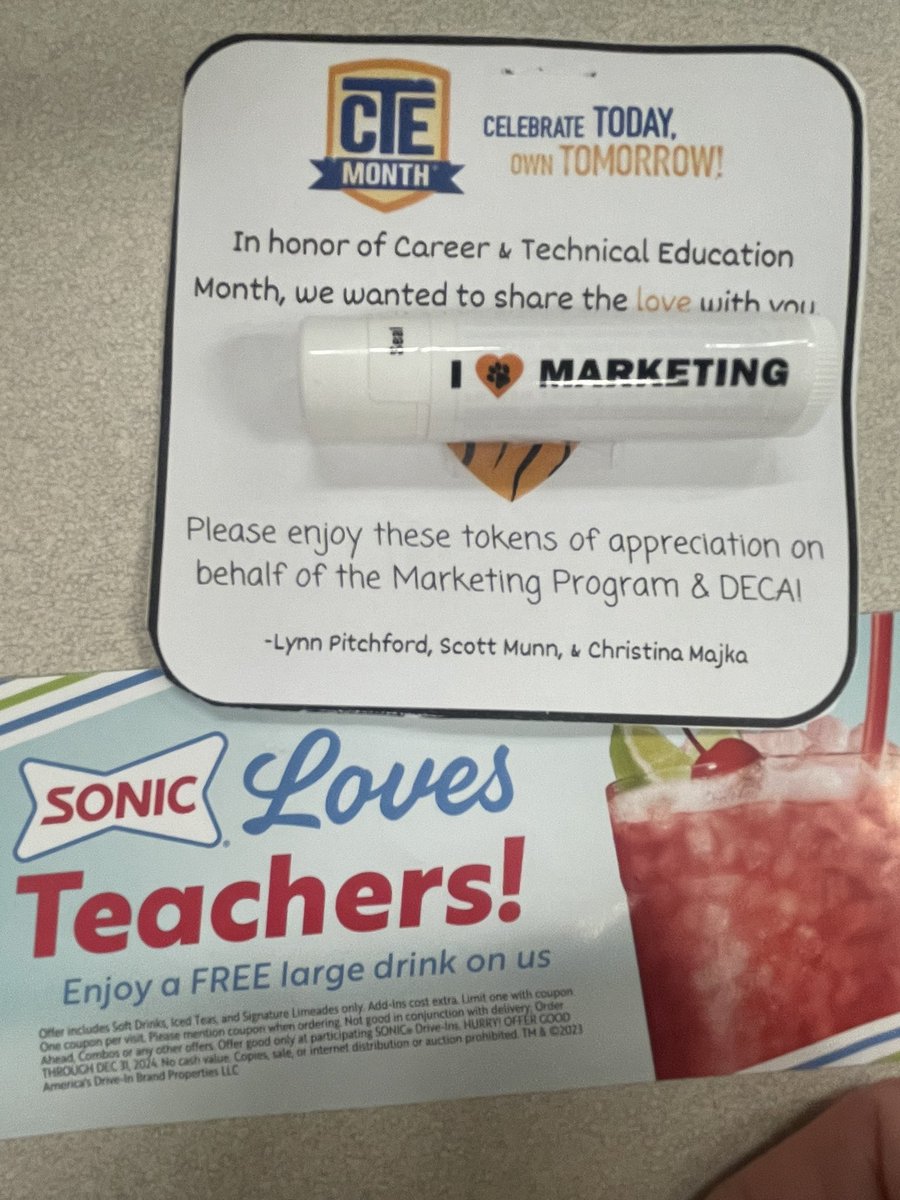 CTE
MONTH
CELEBRATE TODAY,
OWN TOMORROW!
In honor of Career & Technical Education
Month, we wanted to share the love with you
Seal
I MARKETING
Please enjoy these tokens of appreciation on
behalf of the Marketing Program & DECA!
-Lynn Pitchford, Scott Munn, & Christina Majka
SONIC® Loves
Teachers!
Enjoy a FREE large drink on us
Offer includes Soft Drinks, Iced Teas, and Signature Limeades only. Add-Ins cost extra. Limit one with coupon
One coupon per visit. Please mention coupon when ordering. Not good in conjunction with delivery, Order
Ahead, Combos or any other offers. Offer good only at participating SONIC® Drive-Ins. HURRY! OFFER GOOD
THROUGH DEC 31, 2024. No cash value. Copies, sale, or internet distribution or auction prohibited. TM & ©2023
America's Drive-In Brand Properties LLC